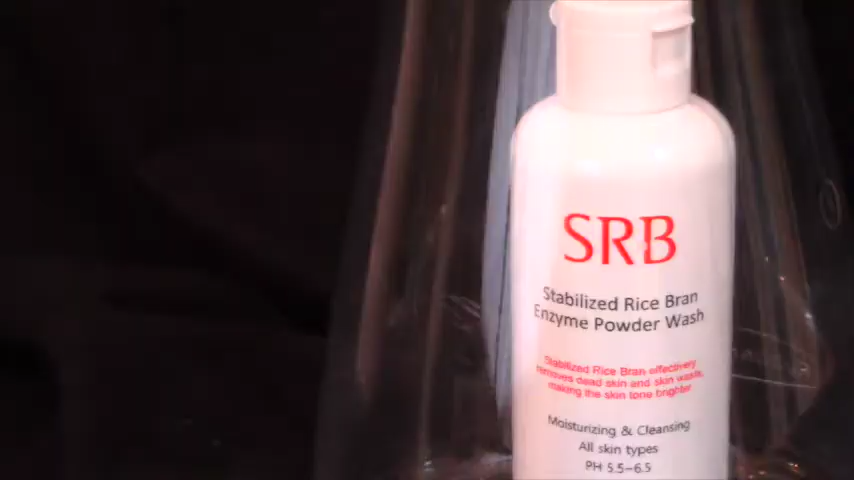 SRB
Stabilized Rice Bran
Enzyme Powder Wash
Stabilized Rice Bran effectively
removes dead skin and skin waste,
making the skin tone brighter
Moisturizing & Cleansing
All skin types
PH 5.5~6.5